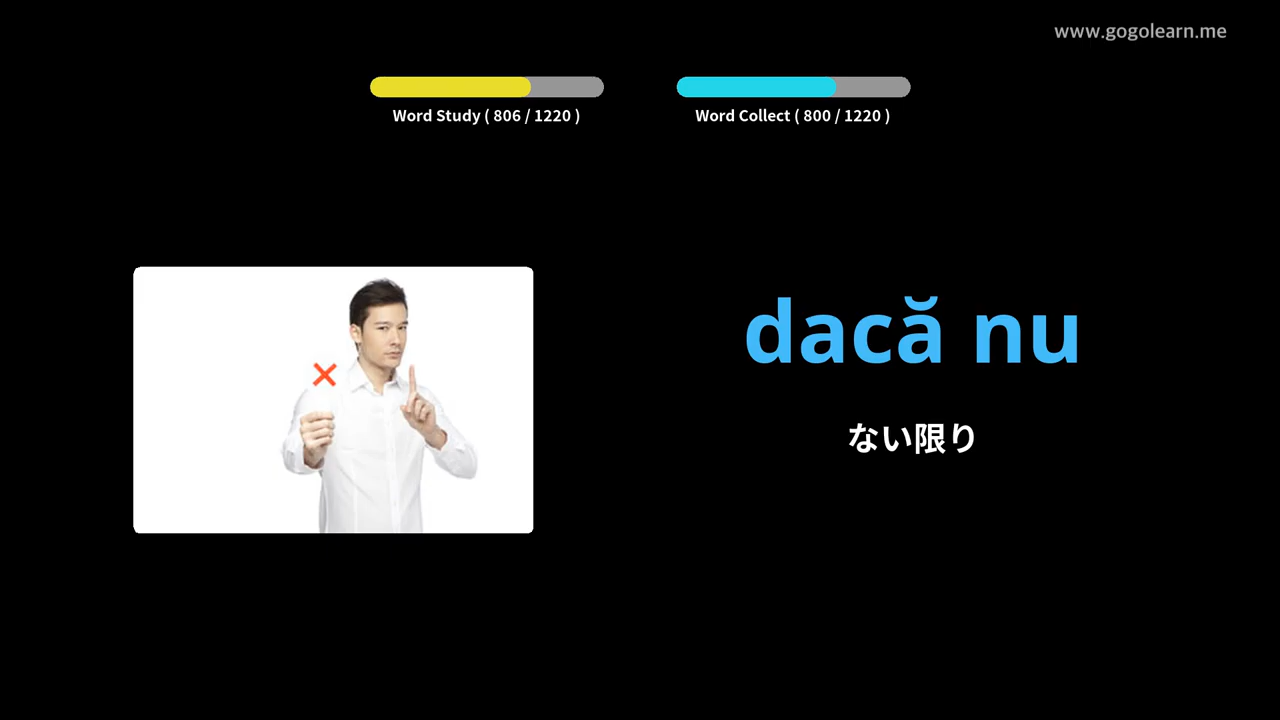 www.gogolearn.me
Word Study ( 806 / 1220 )
Word Collect ( 800 / 1220 )
dacă nu
ない限り